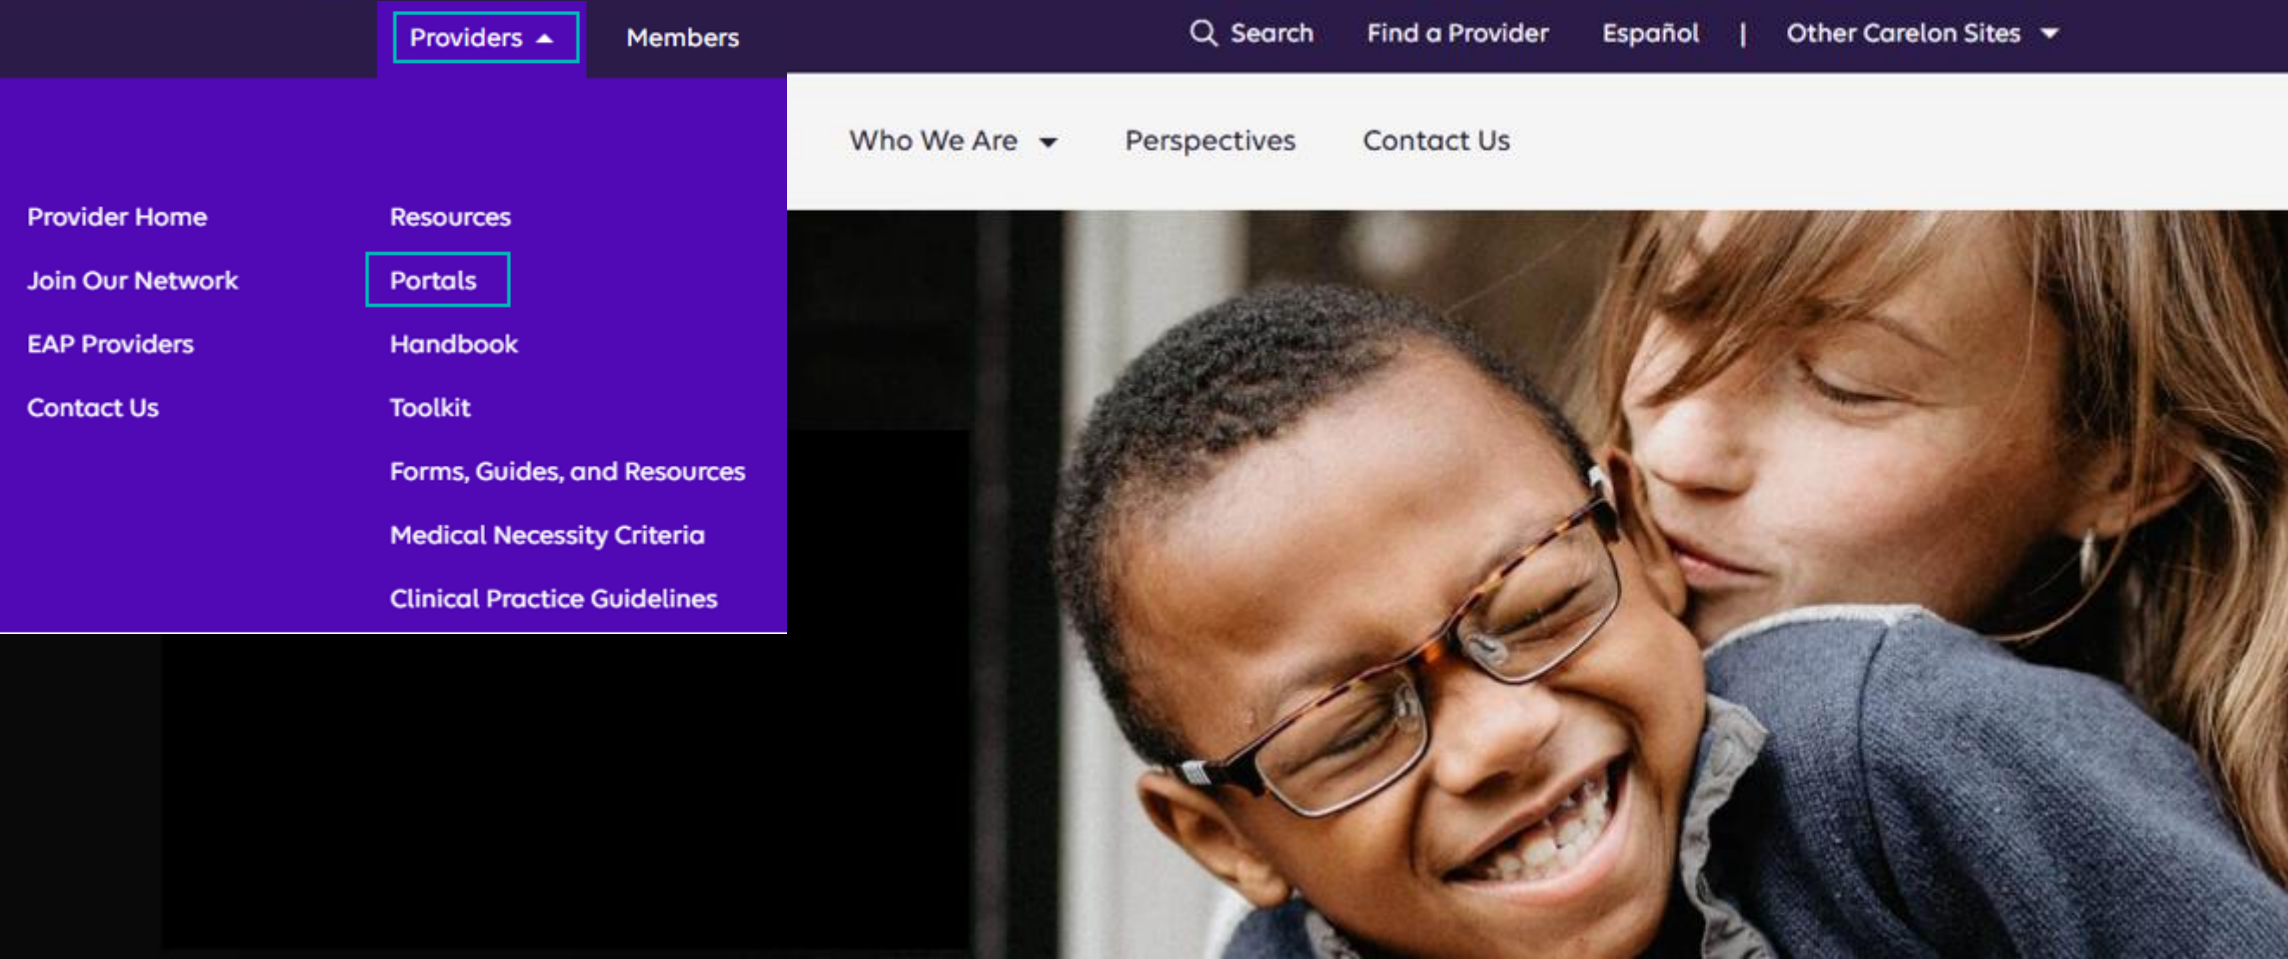 Providers
Members
Search
Find a Provider
Español
|
Other Carelon Sites
Who We Are
Perspectives
Contact Us
Provider Home
Join Our Network
EAP Providers
Contact Us
Resources
Portals
Handbook
Toolkit
Forms, Guides, and Resources
Medical Necessity Criteria
Clinical Practice Guidelines